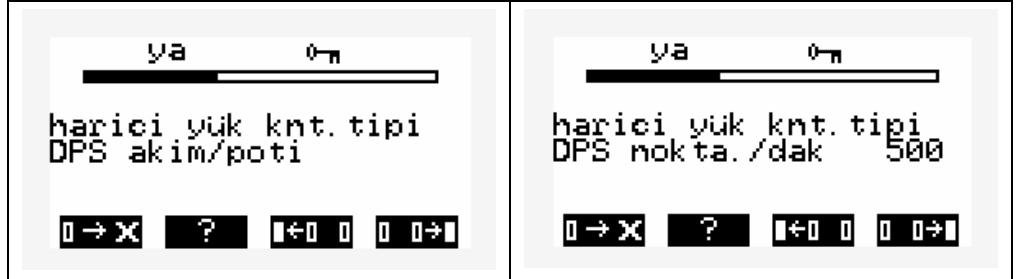 ya
harici yük knt.tipi
DPS akim/poti
?
ya
harici yük knt.tipi
DPS nokta./dak 500
?